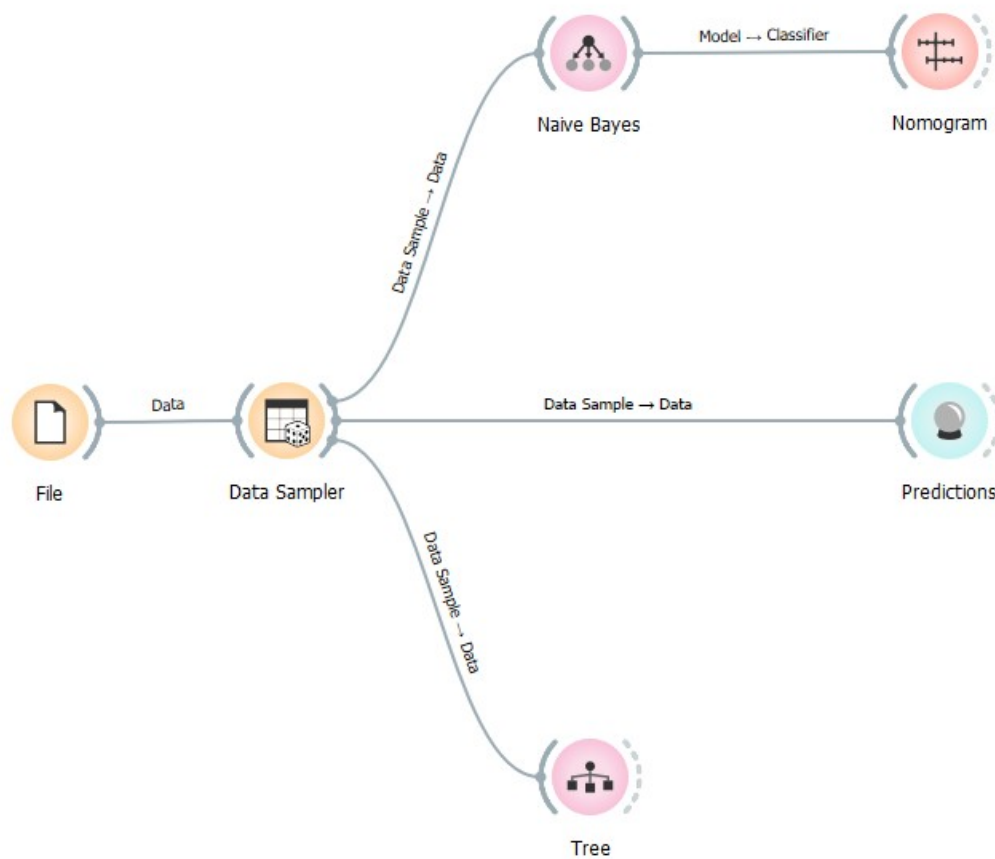 Model → Classifier
Naive Bayes
Nomogram
Data Sample → Data
Data
Data Sample → Data
File
Data Sampler
Predictions
Data Sample → Data
Tree